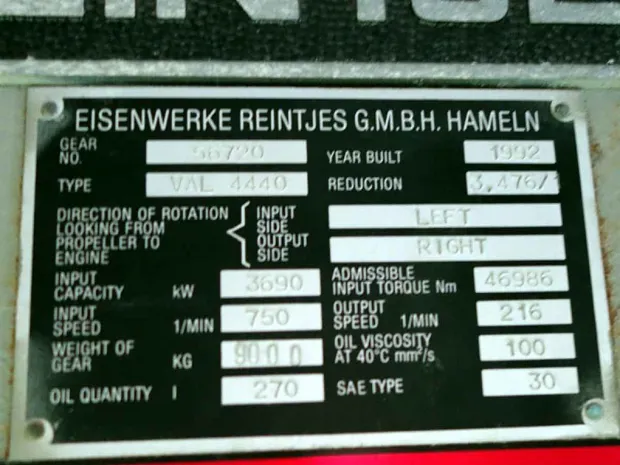 EISENWERKE REINTJES G.M.B.H. HAMELN
GEAR NO. 56720 YEAR BUILT 1992
TYPE VAL 4440 REDUCTION 3,476/1
DIRECTION OF ROTATION LOOKING FROM PROPELLER TO ENGINE
INPUT SIDE LEFT
OUTPUT SIDE RIGHT
INPUT CAPACITY kW 3690 ADMISSIBLE INPUT TORQUE Nm 46986
INPUT SPEED 1/MIN 750 OUTPUT SPEED 1/MIN 216
WEIGHT OF GEAR KG 9000 OIL VISCOSITY AT 40°C mm²/s 100
OIL QUANTITY l 270 SAE TYPE 30